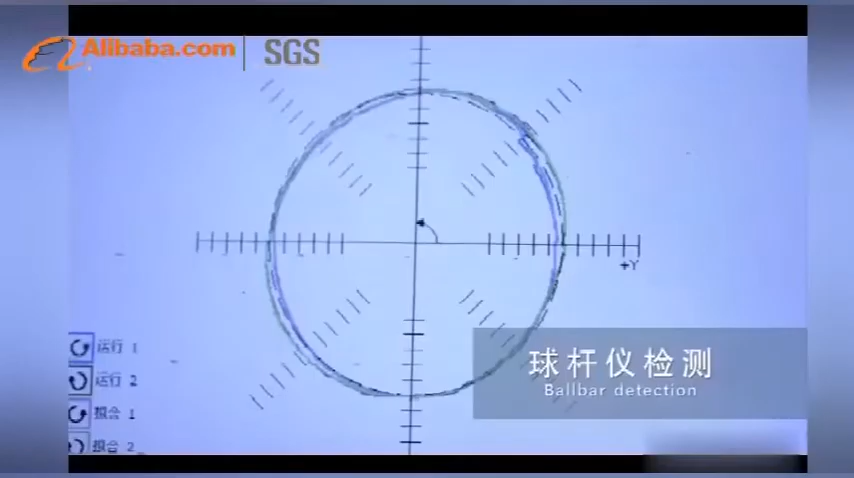 Alibaba.com
SGS
+Y
运行 1
运行 2
拟合 1
拟合 2
球杆仪检测
Ballbar detection